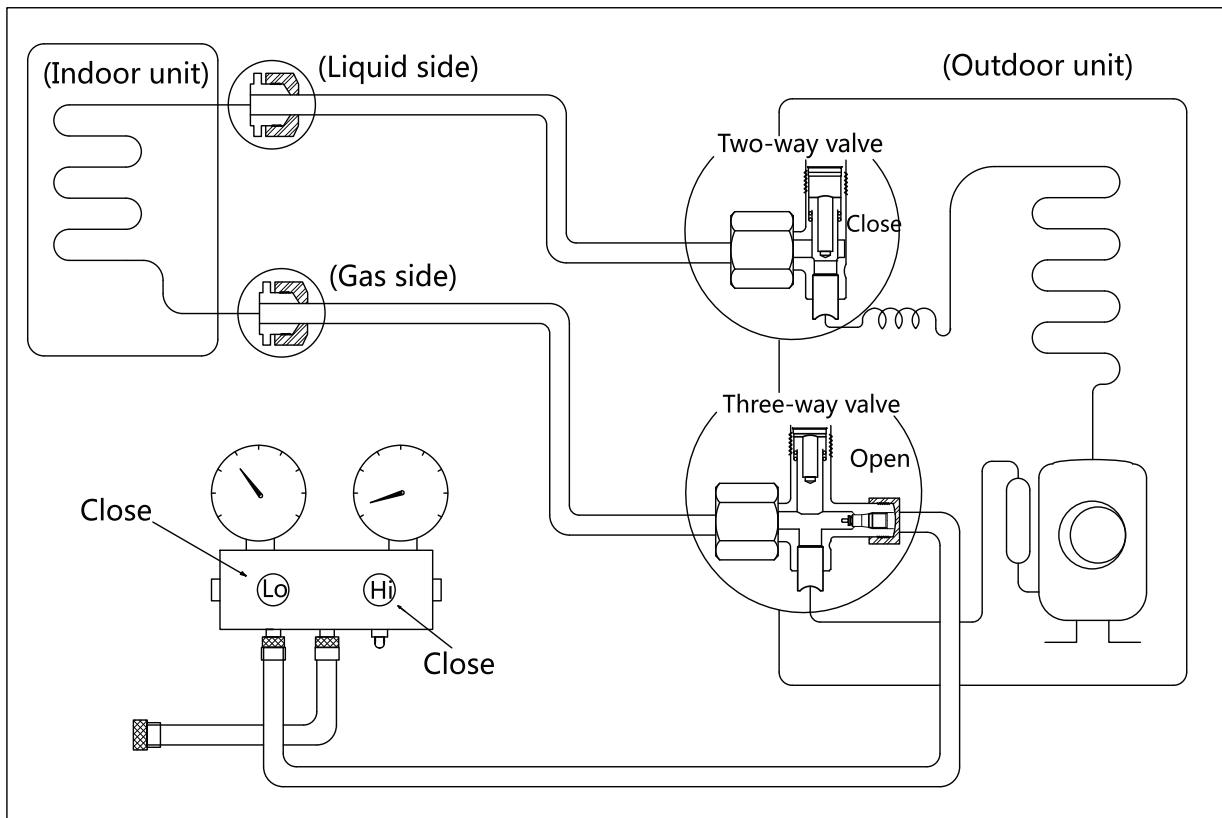 (Indoor unit)
(Liquid side)
(Outdoor unit)
Two-way valve
Close
(Gas side)
Three-way valve
Open
Close
Lo
Hi
Close